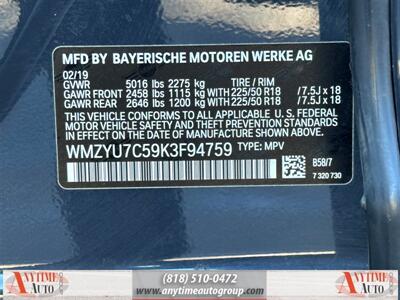 MFD BY BAYERISCHE MOTOREN WERKE AG
02/19
GVWR 5016 lbs 2275 kg TIRE / RIM
GAWR FRONT 2458 lbs 1115 kg WITH 225/50 R18 /7.5J x 18
GAWR REAR 2646 lbs 1200 kg WITH 225/50 R18 /7.5J x 18
THIS VEHICLE CONFORMS TO ALL APPLICABLE U.S. FEDERAL
MOTOR VEHICLE SAFETY AND THEFT PREVENTION STANDARDS
IN EFFECT ON THE DATE OF MANUFACTURE SHOWN ABOVE.
WMZYU7C59K3F94759 TYPE: MPV
B58/7
7 320 730
ANYTIME AUTO
(818) 510-0472
www.anytimeautogroup.com
ANYTIME AUTO